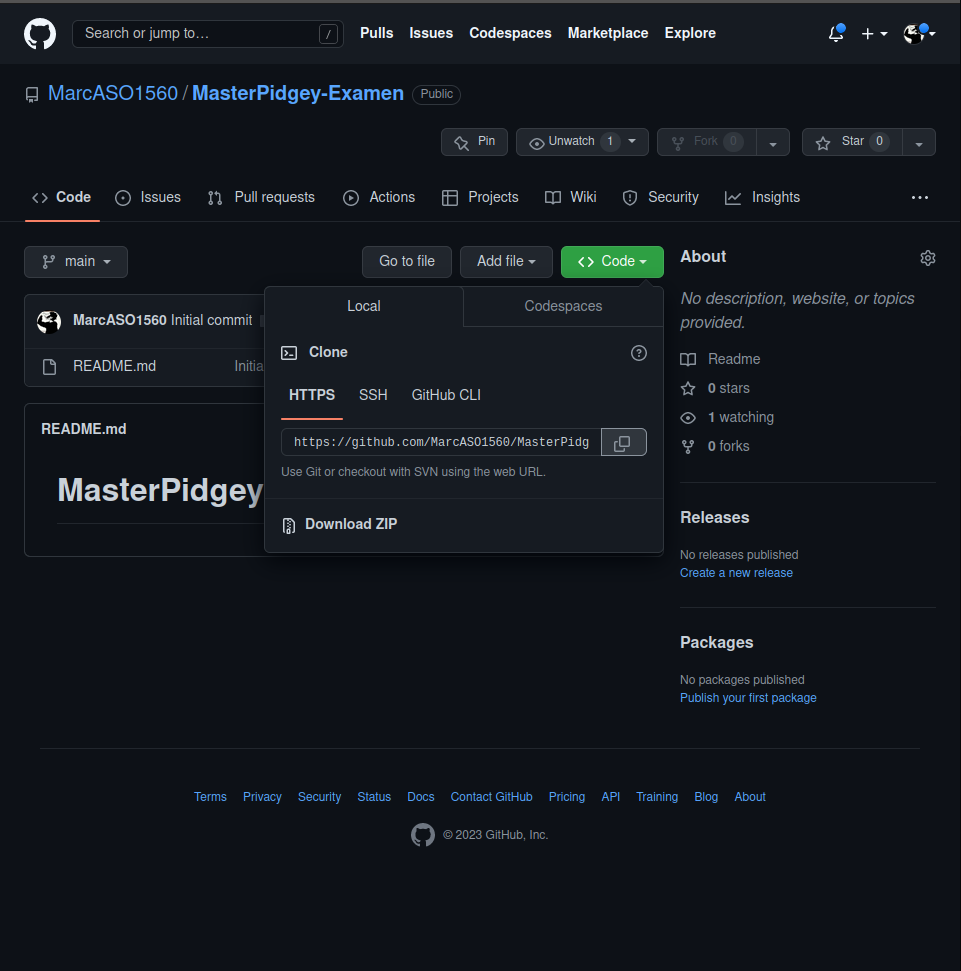 Search or jump to… /
Pulls Issues Codespaces Marketplace Explore
MarcASO1560 / MasterPidgey-Examen Public
Pin Unwatch 1 Fork 0 Star 0
Code Issues Pull requests Actions Projects Wiki Security Insights
main Go to file Add file Code
About
No description, website, or topics
provided.
Readme
0 stars
1 watching
0 forks
Releases
No releases published
Create a new release
Packages
No packages published
Publish your first package
MarcASO1560 Initial commit
README.md
README.md
MasterPidgey
Local Codespaces
Clone
HTTPS SSH GitHub CLI
https://github.com/MarcASO1560/MasterPidg
Use Git or checkout with SVN using the web URL.
Download ZIP
Terms Privacy Security Status Docs Contact GitHub Pricing API Training Blog About
© 2023 GitHub, Inc.